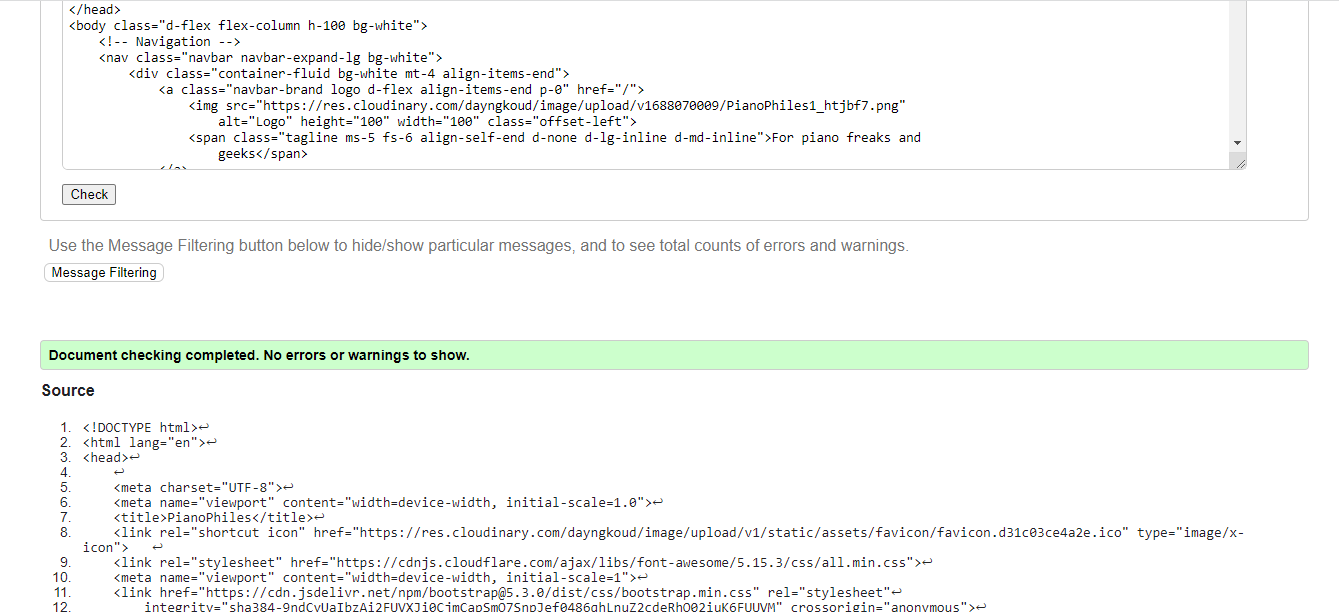 </head>
<body class="d-flex flex-column h-100 bg-white">
<!-- Navigation -->
<nav class="navbar navbar-expand-lg bg-white">
<div class="container-fluid bg-white mt-4 align-items-end">
<a class="navbar-brand logo d-flex align-items-end p-0" href="/">
<img src="https://res.cloudinary.com/dayngkoud/image/upload/v1688070009/PianoPhiles1_htjbf7.png"
alt="Logo" height="100" width="100" class="offset-left">
<span class="tagline ms-5 fs-6 align-self-end d-none d-lg-inline d-md-inline">For piano freaks and
geeks</span>
</a>
Check
Use the Message Filtering button below to hide/show particular messages, and to see total counts of errors and warnings.
Message Filtering
Document checking completed. No errors or warnings to show.
Source
1. <!DOCTYPE html>↩
2. <html lang="en">↩
3. <head>↩
4. ↩
5. <meta charset="UTF-8">↩
6. <meta name="viewport" content="width=device-width, initial-scale=1.0">↩
7. <title>PianoPhiles</title>↩
8. <link rel="shortcut icon" href="https://res.cloudinary.com/dayngkoud/image/upload/v1/static/assets/favicon/favicon.d31c03ce4a2e.ico" type="image/x-
icon"> ↩
9. <link rel="stylesheet" href="https://cdnjs.cloudflare.com/ajax/libs/font-awesome/5.15.3/css/all.min.css">↩
10. <meta name="viewport" content="width=device-width, initial-scale=1">↩
11. <link href="https://cdn.jsdelivr.net/npm/bootstrap@5.3.0/dist/css/bootstrap.min.css" rel="stylesheet"↩
12. integrity="sha384-9ndCyUaIbzAi2FUVXJi0CjmCapSmO7SnpJef0486qhLnuZ2cdeRhO02iuK6FUUVM" crossorigin="anonymous">↩